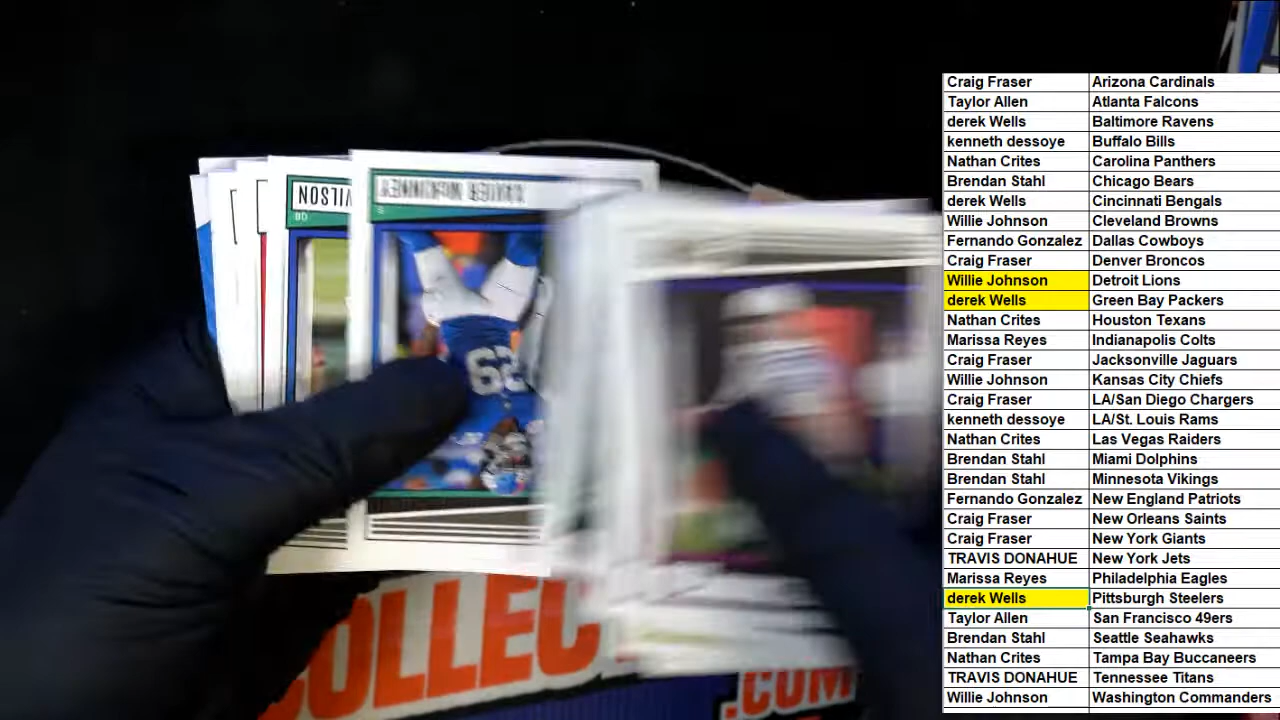 VILSON
XAVIER McKINNEY
S
29
COLLEC
.COM
Craig Fraser Arizona Cardinals
Taylor Allen Atlanta Falcons
derek Wells Baltimore Ravens
kenneth dessoye Buffalo Bills
Nathan Crites Carolina Panthers
Brendan Stahl Chicago Bears
derek Wells Cincinnati Bengals
Willie Johnson Cleveland Browns
Fernando Gonzalez Dallas Cowboys
Craig Fraser Denver Broncos
Willie Johnson Detroit Lions
derek Wells Green Bay Packers
Nathan Crites Houston Texans
Marissa Reyes Indianapolis Colts
Craig Fraser Jacksonville Jaguars
Willie Johnson Kansas City Chiefs
Craig Fraser LA/San Diego Chargers
kenneth dessoye LA/St. Louis Rams
Nathan Crites Las Vegas Raiders
Brendan Stahl Miami Dolphins
Brendan Stahl Minnesota Vikings
Fernando Gonzalez New England Patriots
Craig Fraser New Orleans Saints
Craig Fraser New York Giants
TRAVIS DONAHUE New York Jets
Marissa Reyes Philadelphia Eagles
derek Wells Pittsburgh Steelers
Taylor Allen San Francisco 49ers
Brendan Stahl Seattle Seahawks
Nathan Crites Tampa Bay Buccaneers
TRAVIS DONAHUE Tennessee Titans
Willie Johnson Washington Commanders